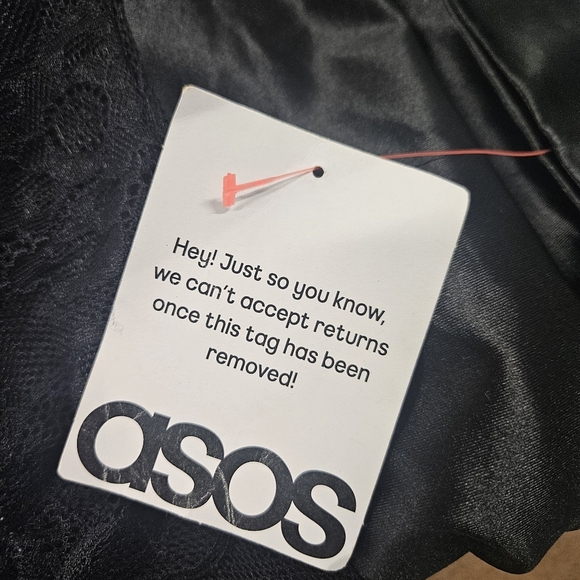 Hey! Just so you know,
we can't accept returns
once this tag has been
removed!
asos